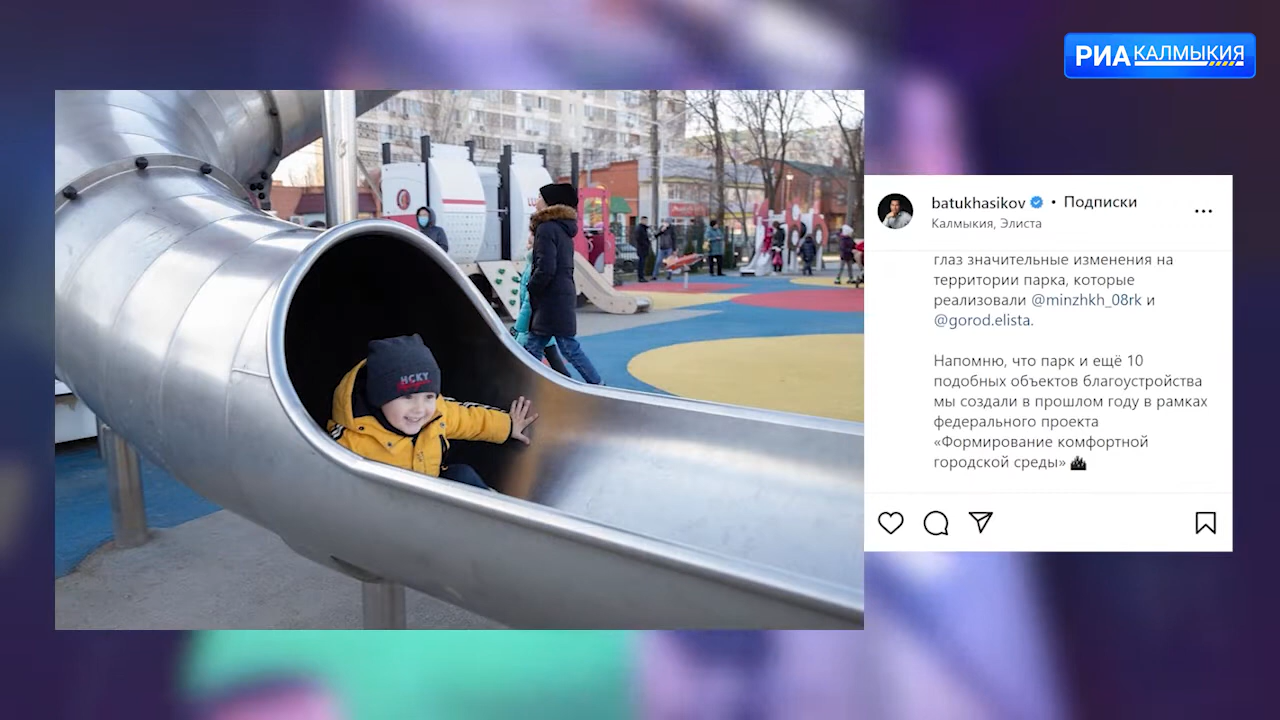 РИА КАЛМЫКИЯ
batukhasikov • Подписки
Калмыкия, Элиста
глаз значительные изменения на
территории парка, которые
реализовали @minzhkh_08rk и
@gorod.elista.
Напомню, что парк и ещё 10
подобных объектов благоустройства
мы создали в прошлом году в рамках
федерального проекта
«Формирование комфортной
городской среды»
НСКУ